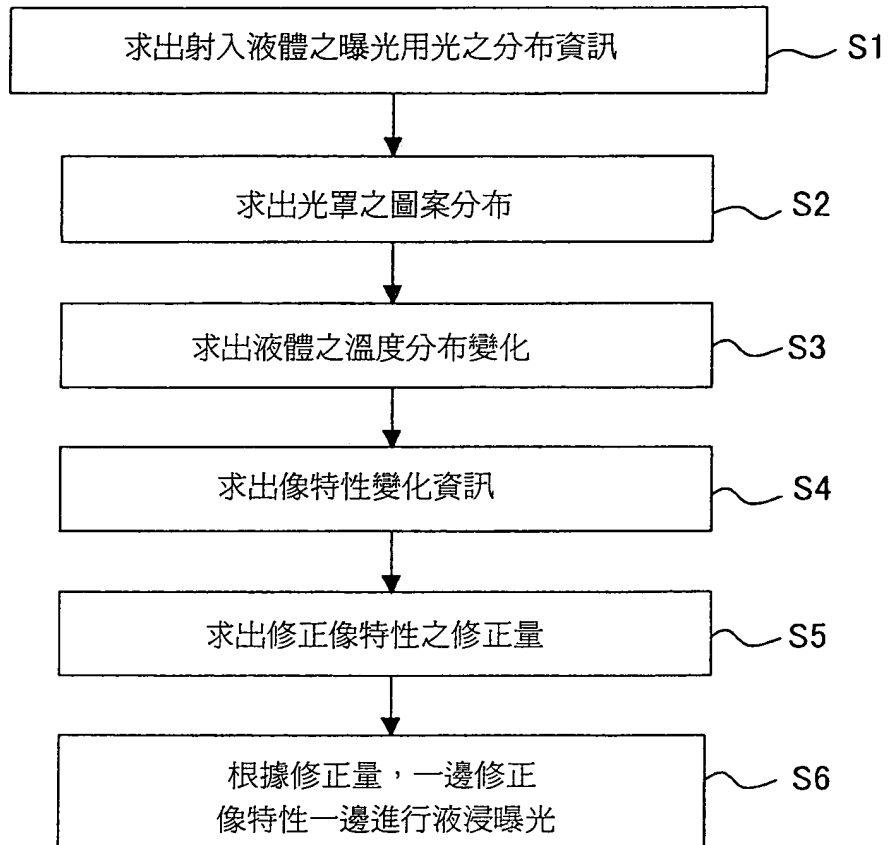 求出射入液體之曝光用光之分布資訊
S1
求出光罩之圖案分布
S2
求出液體之溫度分布變化
S3
求出像特性變化資訊
S4
求出修正像特性之修正量
S5
根據修正量，一邊修正
像特性一邊進行液浸曝光
S6